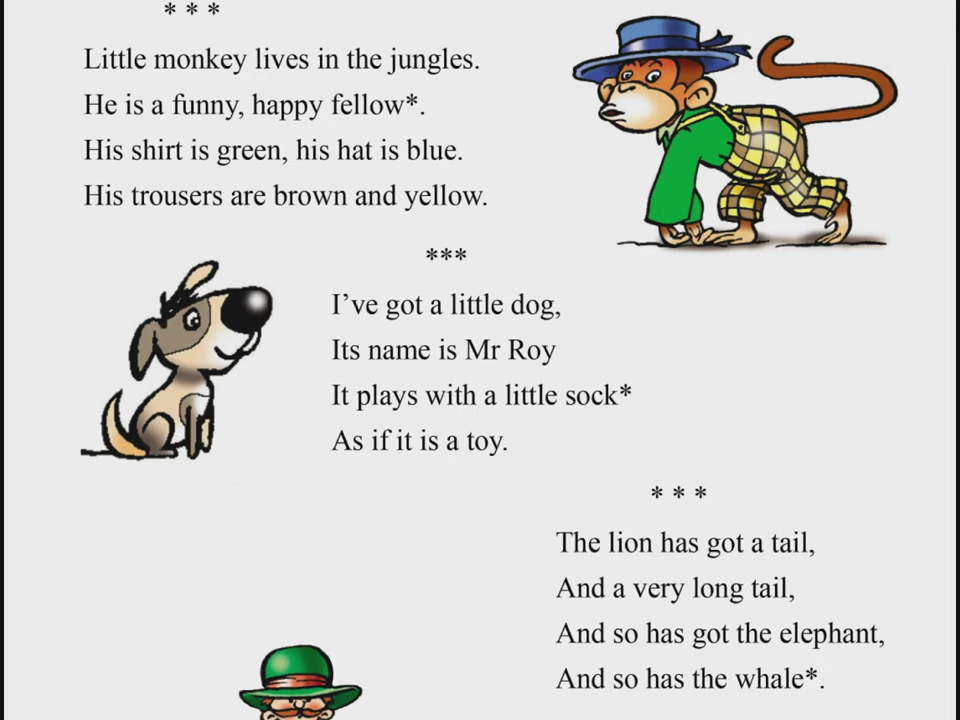 * * *
Little monkey lives in the jungles.
He is a funny, happy fellow*.
His shirt is green, his hat is blue.
His trousers are brown and yellow.
***
I’ve got a little dog,
Its name is Mr Roy
It plays with a little sock*
As if it is a toy.
* * *
The lion has got a tail,
And a very long tail,
And so has got the elephant,
And so has the whale*.